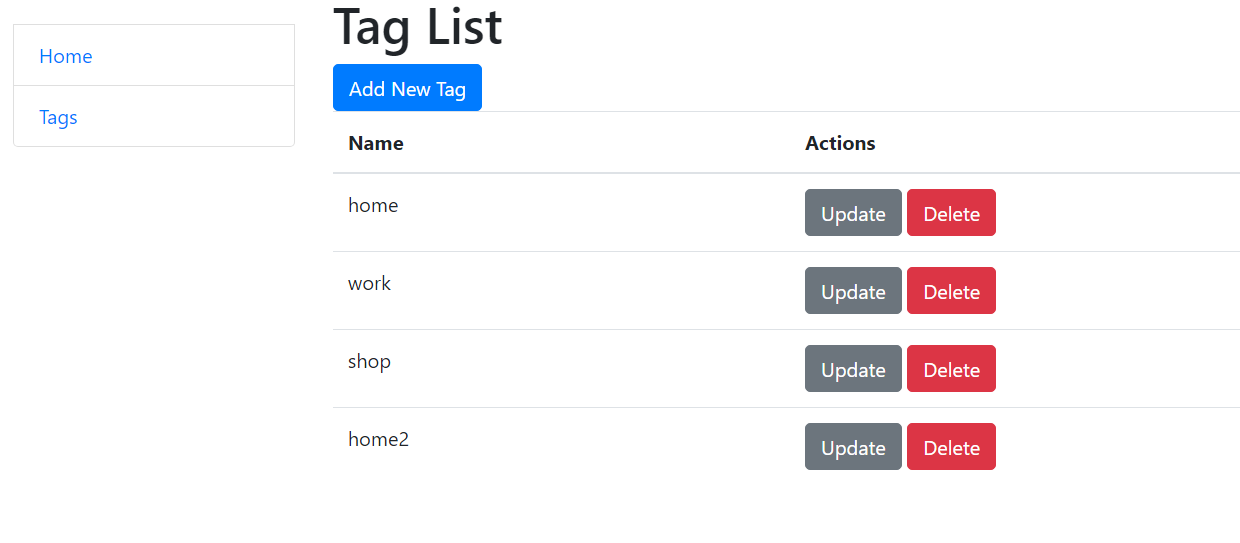 Home
Tags
Tag List
Add New Tag
Name Actions
home Update Delete
work Update Delete
shop Update Delete
home2 Update Delete